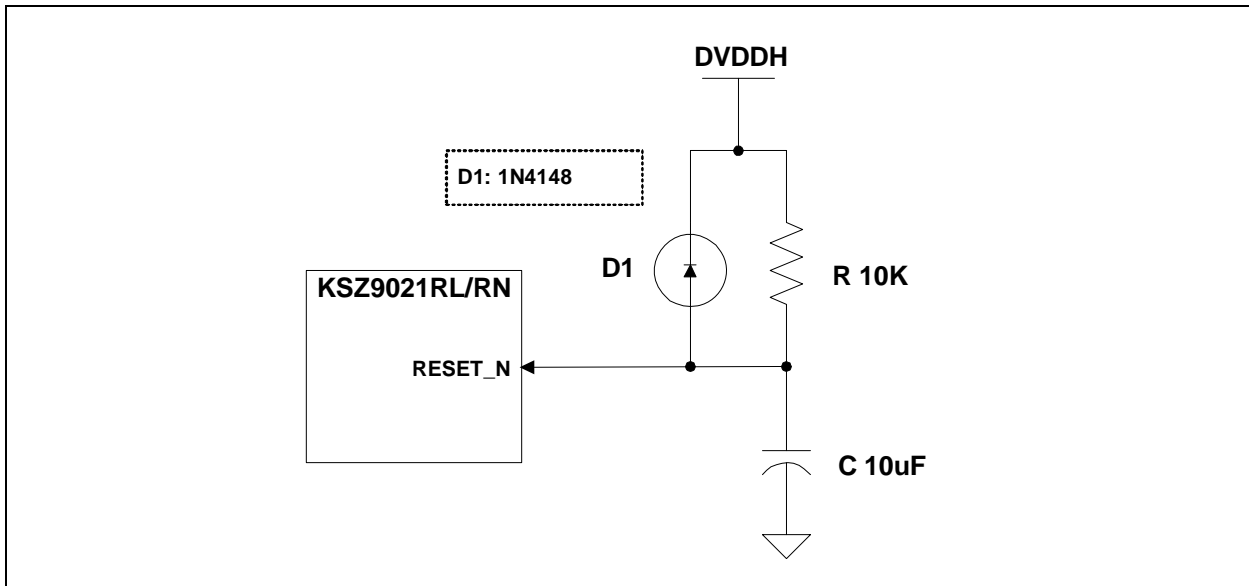 DVDDH
D1: 1N4148
D1
R 10K
KSZ9021RL/RN
RESET_N
C 10uF